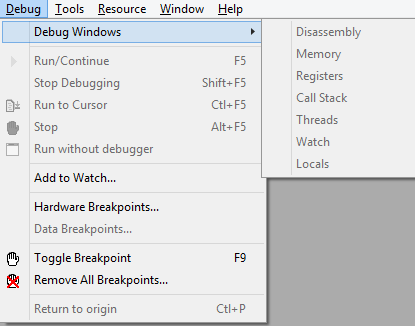 Debug Tools Resource Window Help
Debug Windows
Run/Continue F5
Stop Debugging Shift+F5
Run to Cursor Ctl+F5
Stop Alt+F5
Run without debugger
Add to Watch...
Hardware Breakpoints...
Data Breakpoints...
Toggle Breakpoint F9
Remove All Breakpoints...
Return to origin Ctl+P
Disassembly
Memory
Registers
Call Stack
Threads
Watch
Locals